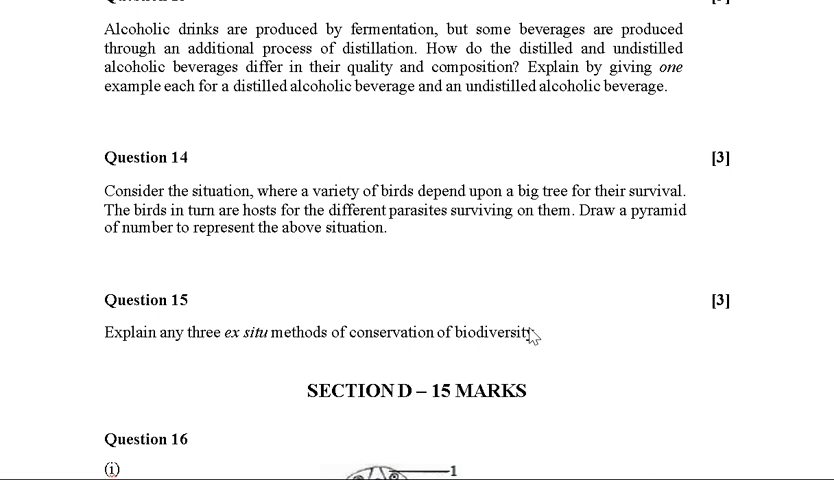 Alcoholic drinks are produced by fermentation, but some beverages are produced
through an additional process of distillation. How do the distilled and undistilled
alcoholic beverages differ in their quality and composition? Explain by giving one
example each for a distilled alcoholic beverage and an undistilled alcoholic beverage.
Question 14 [3]
Consider the situation, where a variety of birds depend upon a big tree for their survival.
The birds in turn are hosts for the different parasites surviving on them. Draw a pyramid
of number to represent the above situation.
Question 15 [3]
Explain any three ex situ methods of conservation of
SECTION D – 15 MARKS
Question 16
(i)
1